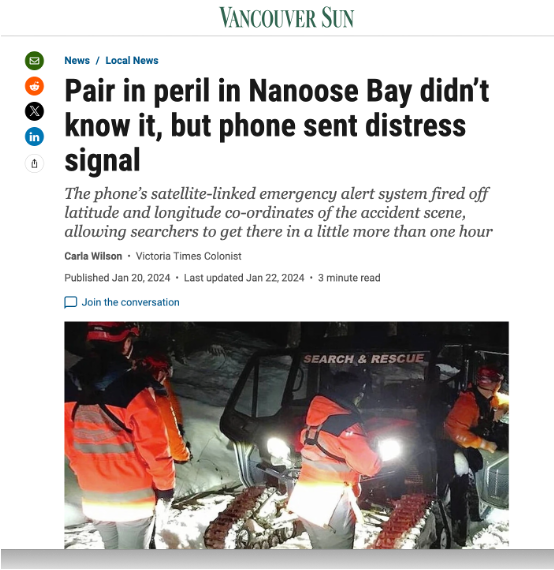 VANCOUVER SUN
News / Local News
Pair in peril in Nanoose Bay didn’t
know it, but phone sent distress
signal
The phone’s satellite-linked emergency alert system fired off
latitude and longitude co-ordinates of the accident scene,
allowing searchers to get there in a little more than one hour
Carla Wilson • Victoria Times Colonist
Published Jan 20, 2024 • Last updated Jan 22, 2024 • 3 minute read
Join the conversation
SEARCH & RESCUE